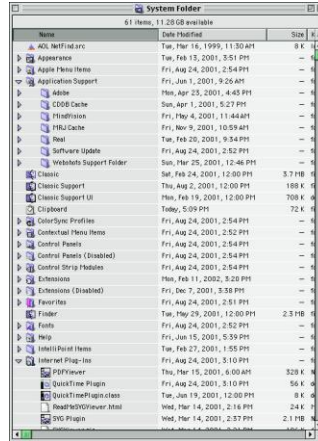 System Folder
61 items, 11.28 GB available
Name Date Modified Size
AOL NetFind.src Tue, Mar 16, 1999, 11:30 AM 8 K
Appearance Tue, Feb 13, 2001, 3:51 PM —
Apple Menu Items Fri, Aug 24, 2001, 2:54 PM —
Application Support Fri, Jun 1, 2001, 9:26 AM —
Adobe Mon, Apr 23, 2001, 4:43 PM —
CDDB Cache Sun, Apr 1, 2001, 5:27 PM —
MindVision Fri, May 4, 2001, 11:44 AM —
MRJ Cache Fri, Nov 9, 2001, 10:59 AM —
Real Tue, Feb 20, 2001, 9:34 PM —
Software Update Fri, Aug 24, 2001, 2:52 PM —
Webstots Support Folder Sun, Mar 25, 2001, 12:46 PM —
Classic Sat, Feb 24, 2001, 12:00 PM 3.7 MB
Classic Support Thu, Aug 2, 2001, 12:00 PM 188 K
Classic Support UI Mon, Feb 19, 2001, 12:00 PM 708 K
Clipboard Today, 5:09 PM 72 K
ColorSync Profiles Fri, Aug 24, 2001, 2:54 PM —
Contextual Menu Items Fri, Aug 24, 2001, 2:52 PM —
Control Panels Fri, Aug 24, 2001, 2:54 PM —
Control Panels (Disabled) Fri, Aug 24, 2001, 2:54 PM —
Control Strip Modules Fri, Aug 24, 2001, 2:54 PM —
Extensions Mon, Feb 11, 2002, 3:20 PM —
Extensions (Disabled) Fri, Dec 7, 2001, 3:38 PM —
Favorites Fri, Aug 24, 2001, 2:51 PM —
Finder Tue, May 29, 2001, 12:00 PM 2.3 MB
Fonts Fri, Aug 24, 2001, 2:52 PM —
Help Fri, Jun 15, 2001, 5:39 PM —
IntelliPoint Items Tue, Feb 27, 2001, 1:55 PM —
Internet Plug-Ins Fri, Aug 24, 2001, 3:10 PM —
PDFViewer Thu, Mar 15, 2001, 6:00 AM 328 K
QuickTime Plugin Fri, Aug 24, 2001, 3:10 PM 56 K
QuickTimePlugin.class Tue, Jun 19, 2001, 12:00 PM 8 K
ReadMeSVGViewer.html Wed, Mar 14, 2001, 2:16 PM 24 K
SVG Plugin Wed, Mar 14, 2001, 2:37 PM 2.1 MB